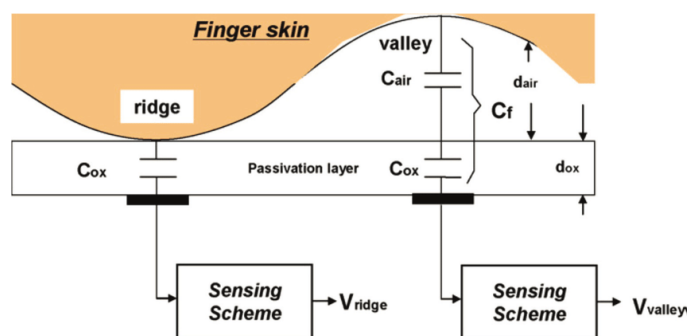 Finger skin
valley
Cair
dair
Cf
ridge
Cox
Passivation layer
Cox
dox
Sensing
Scheme
Vridge
Sensing
Scheme
Vvalley